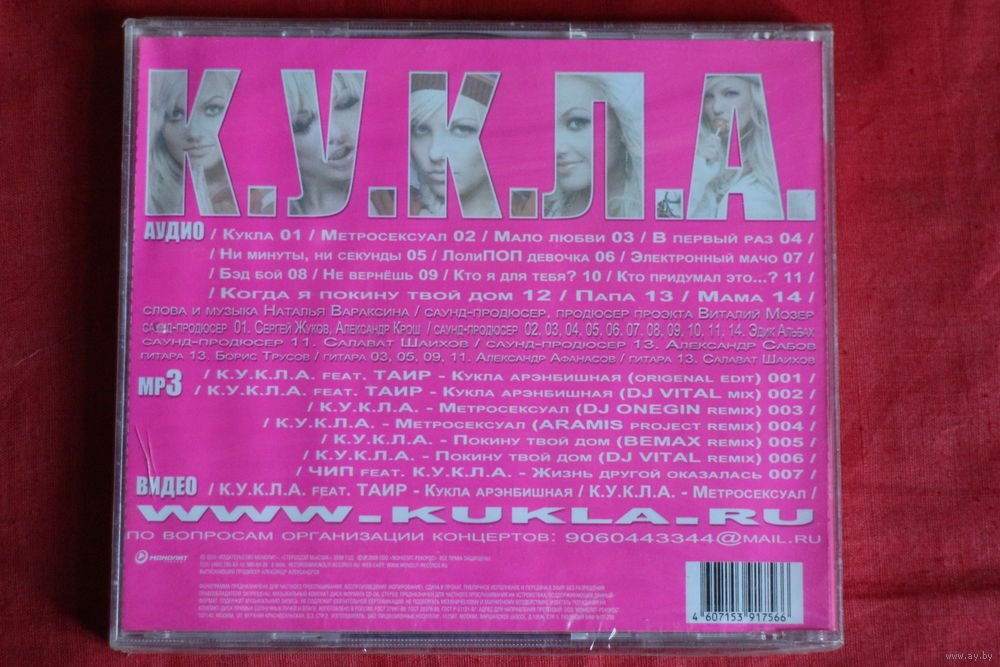 К.У.К.Л.А.
АУДИО / Кукла 01 / Метросексуал 02 / Мало любви 03 / В первый раз 04 /
/ Ни минуты, ни секунды 05 / ЛолиПОП девочка 06 / Электронный мачо 07 /
/ Бэд бой 08 / Не вернёшь 09 / Кто я для тебя? 10 / Кто придумал это...? 11 /
/ Когда я покину твой дом 12 / Папа 13 / Мама 14 /
слова и музыка Наталья Вараксина / саунд-продюсер, продюсер проэкта Виталий Мозер
саунд-продюсер 01. Сергей Жуков, Александр Крош / саунд-продюсер 02, 03, 04, 05, 06, 07, 08, 09, 10, 11, 14. Эдик Альбах
саунд-продюсер 11. Салават Шаихов / саунд-продюсер 13. Александр Сабов
гитара 13. Борис Трусов / гитара 03, 05, 09, 11. Александр Афанасов / гитара 13. Салават Шаихов
MP3 / К.У.К.Л.А. feat. ТАИР - Кукла арэнбишная (origenal edit) 001 /
/ К.У.К.Л.А. feat. ТАИР - Кукла арэнбишная (DJ VITAL mix) 002 /
/ К.У.К.Л.А. - Метросексуал (DJ ONEGIN remix) 003 /
/ К.У.К.Л.А. - Метросексуал (ARAMIS project remix) 004 /
/ К.У.К.Л.А. - Покину твой дом (BEMAX remix) 005 /
/ К.У.К.Л.А. - Покину твой дом (DJ VITAL remix) 006 /
/ ЧИП feat. К.У.К.Л.А. - Жизнь другой оказалась 007 /
ВИДЕО / К.У.К.Л.А. feat. ТАИР - Кукла арэнбишная / К.У.К.Л.А. - Метросексуал /
WWW.KUKLA.RU
по вопросам организации концертов: 9060443344@mail.ru
МОНОЛИТ
4 607153 917566
www.ay.by